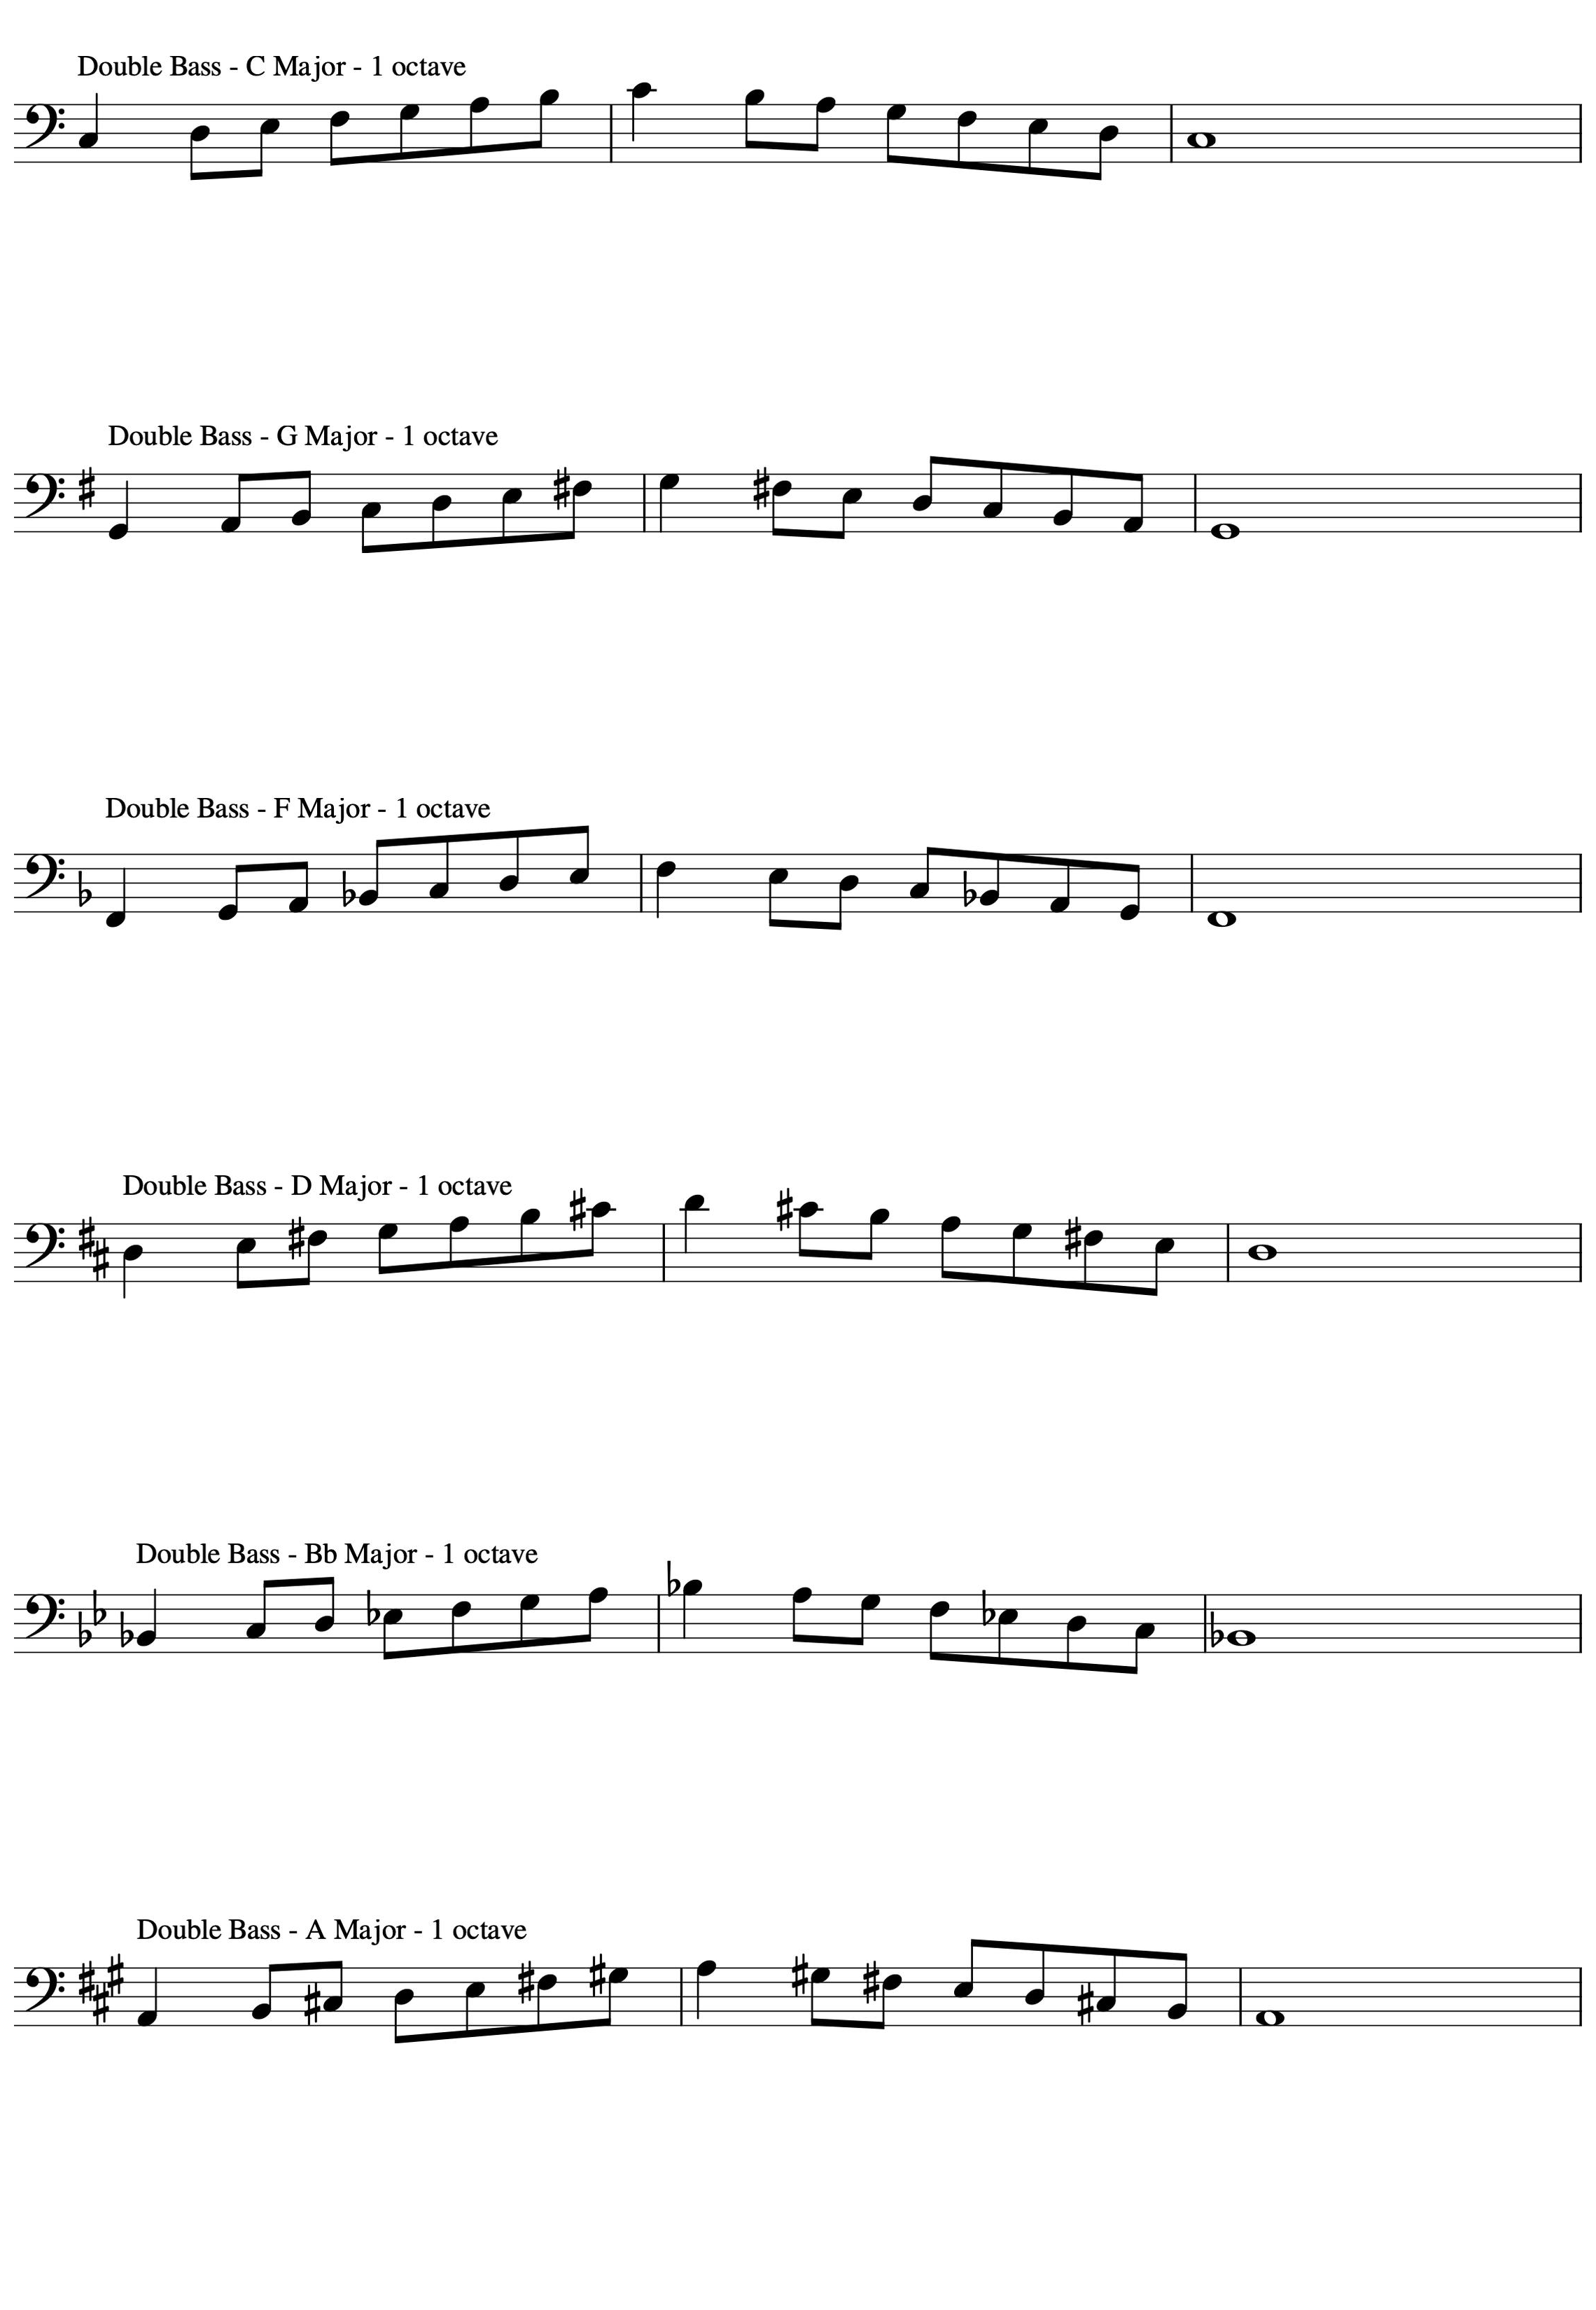 Double Bass - C Major - 1 octave
Double Bass - G Major - 1 octave
Double Bass - F Major - 1 octave
Double Bass - D Major - 1 octave
Double Bass - Bb Major - 1 octave
Double Bass - A Major - 1 octave